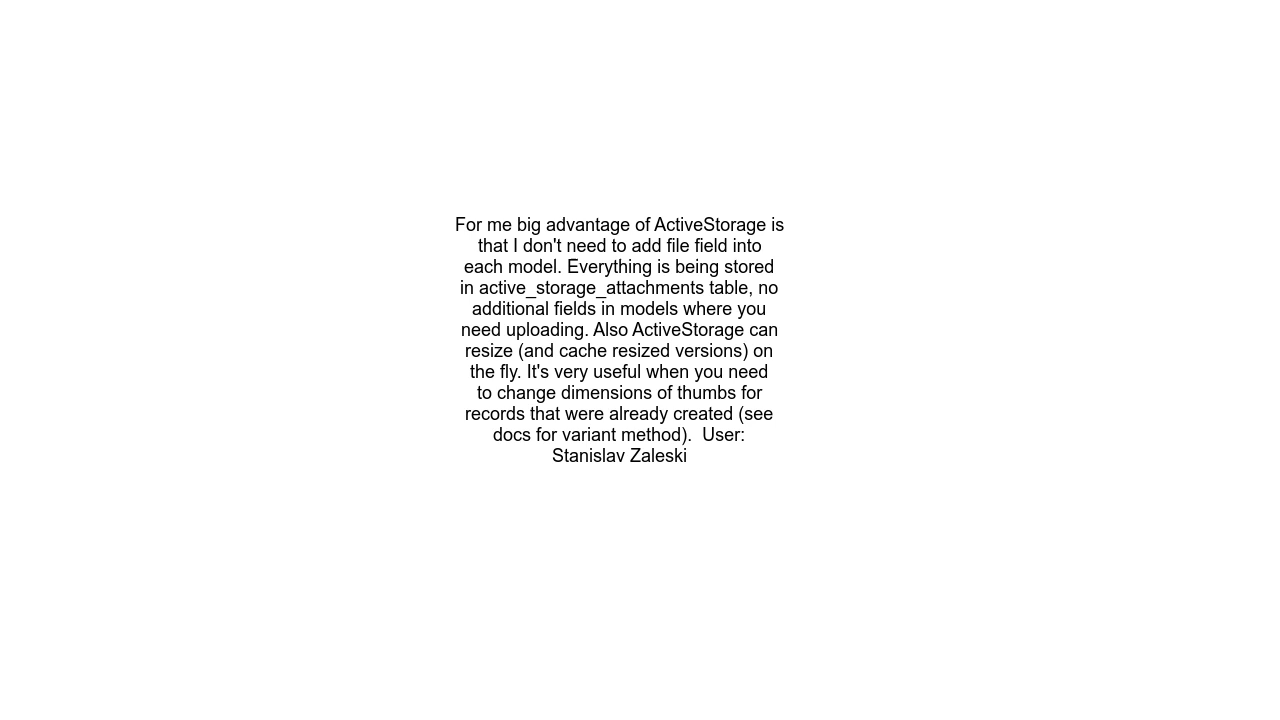 For me big advantage of ActiveStorage is
that I don't need to add file field into
each model. Everything is being stored
in active_storage_attachments table, no
additional fields in models where you
need uploading. Also ActiveStorage can
resize (and cache resized versions) on
the fly. It's very useful when you need
to change dimensions of thumbs for
records that were already created (see
docs for variant method).  User:
Stanislav Zaleski